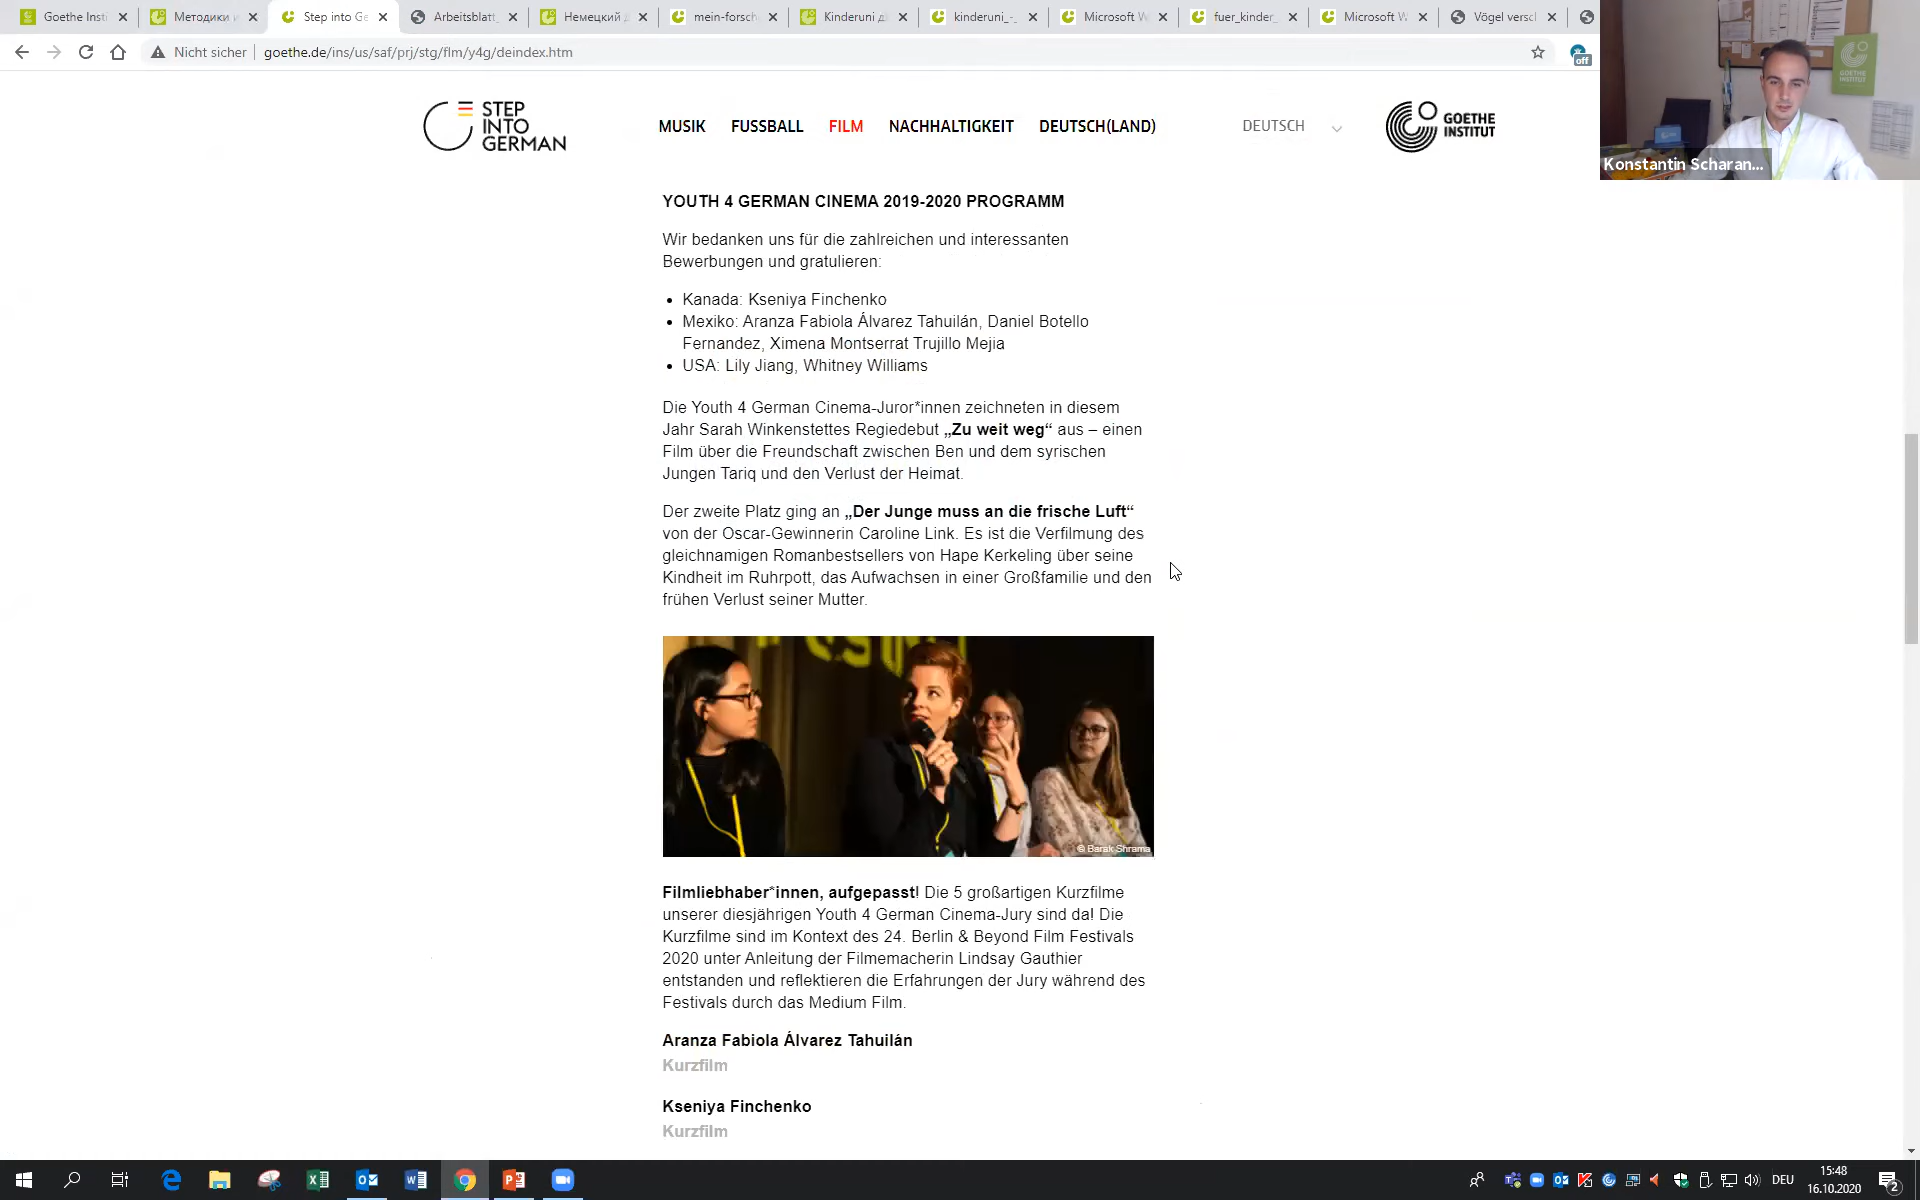 Goethe Insti
Методики и
Step into Ge
Arbeitsblatt_
Немецкий д
mein-forsch
Kinderuni дл
kinderuni_-_
Microsoft W
fuer_kinder_
Microsoft W
Vögel versc
Nicht sicher
goethe.de/ins/us/saf/prj/stg/flm/y4g/deindex.htm
off
GOETHE
INSTITUT
Konstantin Scharan...
STEP
INTO
GERMAN
MUSIK
FUSSBALL
FILM
NACHHALTIGKEIT
DEUTSCH(LAND)
DEUTSCH
GOETHE
INSTITUT
YOUTH 4 GERMAN CINEMA 2019-2020 PROGRAMM
Wir bedanken uns für die zahlreichen und interessanten
Bewerbungen und gratulieren:
Kanada: Kseniya Finchenko
Mexiko: Aranza Fabiola Álvarez Tahuilán, Daniel Botello
Fernandez, Ximena Montserrat Trujillo Mejia
USA: Lily Jiang, Whitney Williams
Die Youth 4 German Cinema-Juror*innen zeichneten in diesem
Jahr Sarah Winkenstettes Regiedebut „Zu weit weg“ aus – einen
Film über die Freundschaft zwischen Ben und dem syrischen
Jungen Tariq und den Verlust der Heimat.
Der zweite Platz ging an „Der Junge muss an die frische Luft“
von der Oscar-Gewinnerin Caroline Link. Es ist die Verfilmung des
gleichnamigen Romanbestsellers von Hape Kerkeling über seine
Kindheit im Ruhrpott, das Aufwachsen in einer Großfamilie und den
frühen Verlust seiner Mutter.
© Barak Shrama
Filmliebhaber*innen, aufgepasst! Die 5 großartigen Kurzfilme
unserer diesjährigen Youth 4 German Cinema-Jury sind da! Die
Kurzfilme sind im Kontext des 24. Berlin & Beyond Film Festivals
2020 unter Anleitung der Filmemacherin Lindsay Gauthier
entstanden und reflektieren die Erfahrungen der Jury während des
Festivals durch das Medium Film.
Aranza Fabiola Álvarez Tahuilán
Kurzfilm
Kseniya Finchenko
Kurzfilm
DEU
15:48
16.10.2020
2